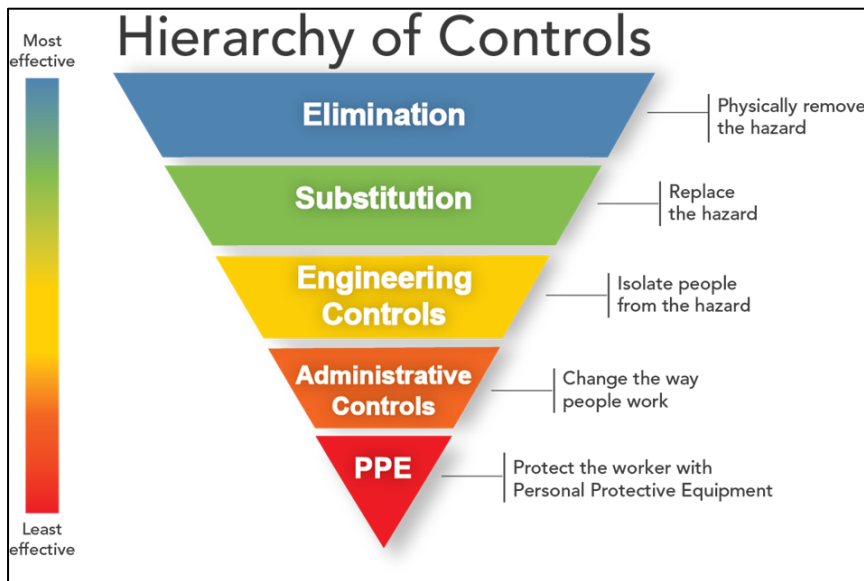 Hierarchy of Controls
Most
effective
Elimination
Physically remove
the hazard
Substitution
Replace
the hazard
Engineering
Controls
Isolate people
from the hazard
Administrative
Controls
Change the way
people work
PPE
Protect the worker with
Personal Protective Equipment
Least
effective